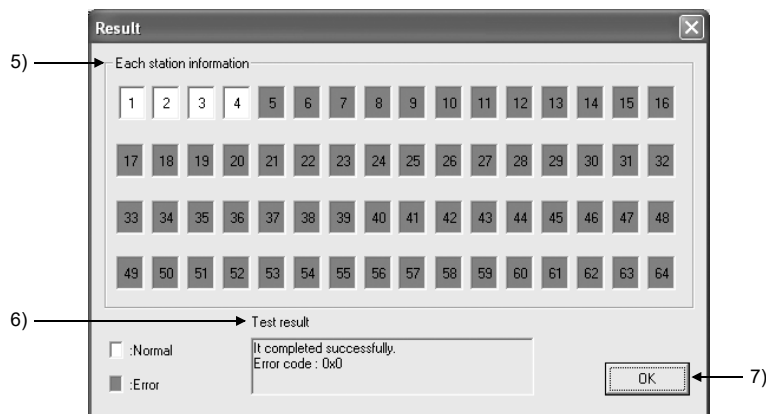 Result
5)
Each station information
1 2 3 4 5 6 7 8 9 10 11 12 13 14 15 16
17 18 19 20 21 22 23 24 25 26 27 28 29 30 31 32
33 34 35 36 37 38 39 40 41 42 43 44 45 46 47 48
49 50 51 52 53 54 55 56 57 58 59 60 61 62 63 64
6)
Test result
:Normal
It completed successfully.
Error code : 0x0
:Error
OK
7)